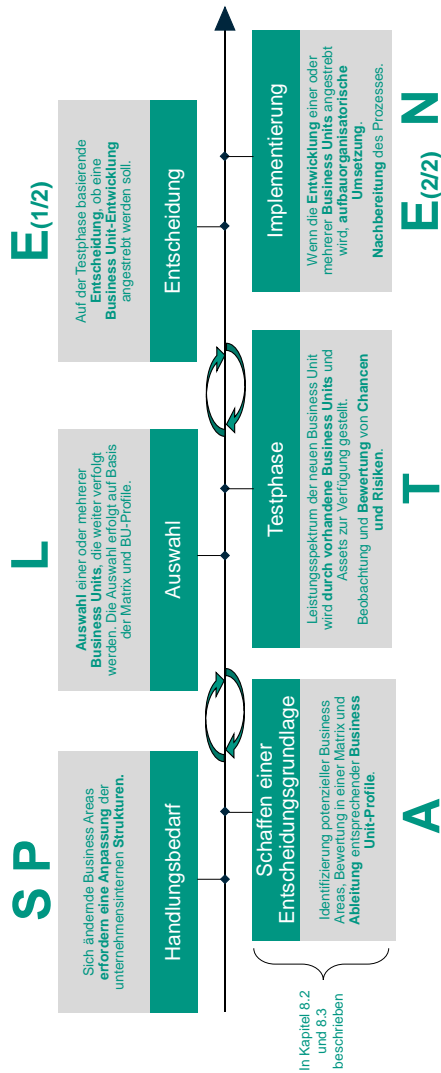 S P
Sich ändernde Business Areas
erfordern eine Anpassung der
unternehmensinternen Strukturen.
Handlungsbedarf
Schaffen einer
Entscheidungsgrundlage
Identifizierung potenzieller Business
Areas, Bewertung in einer Matrix und
Ableitung entsprechender Business
Unit-Profile.
A
In Kapitel 8.2
und 8.3
beschrieben
L
Auswahl einer oder mehrerer
Business Units, die weiter verfolgt
werden. Die Auswahl erfolgt auf Basis
der Matrix und BU-Profile.
Auswahl
Testphase
Leistungsspektrum der neuen Business Unit
wird durch vorhandene Business Units und
Assets zur Verfügung gestellt.
Beobachtung und Bewertung von Chancen
und Risiken.
T
E(1/2)
Auf der Testphase basierende
Entscheidung, ob eine
Business Unit-Entwicklung
angestrebt werden soll.
Entscheidung
Implementierung
Wenn die Entwicklung einer oder
mehrerer Business Units angestrebt
wird, aufbauorganisatorische
Umsetzung.
Nachbereitung des Prozesses.
E(2/2) N